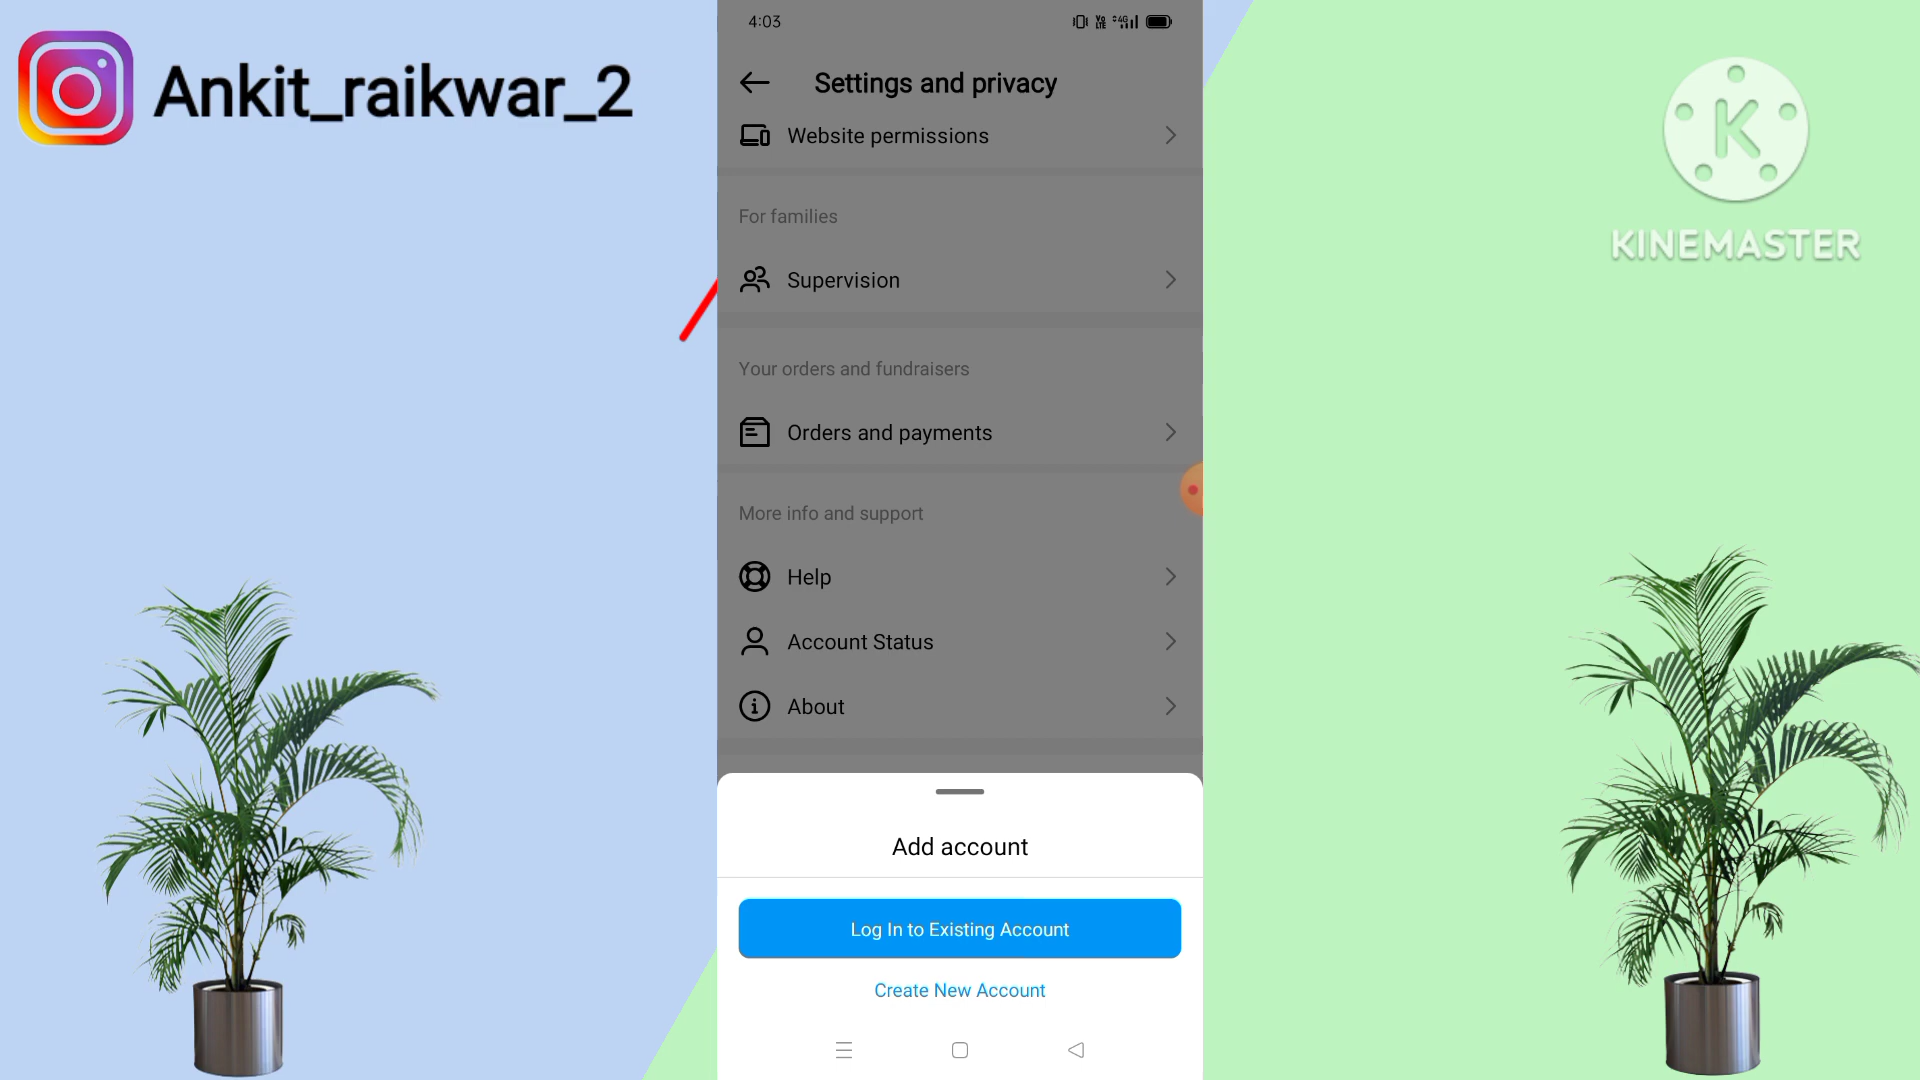 Ankit_raikwar_2
4:03
Settings and privacy
Website permissions
For families
Supervision
Your orders and fundraisers
Orders and payments
More info and support
Help
Account Status
About
Add account
Log In to Existing Account
Create New Account
K
KINEMASTER